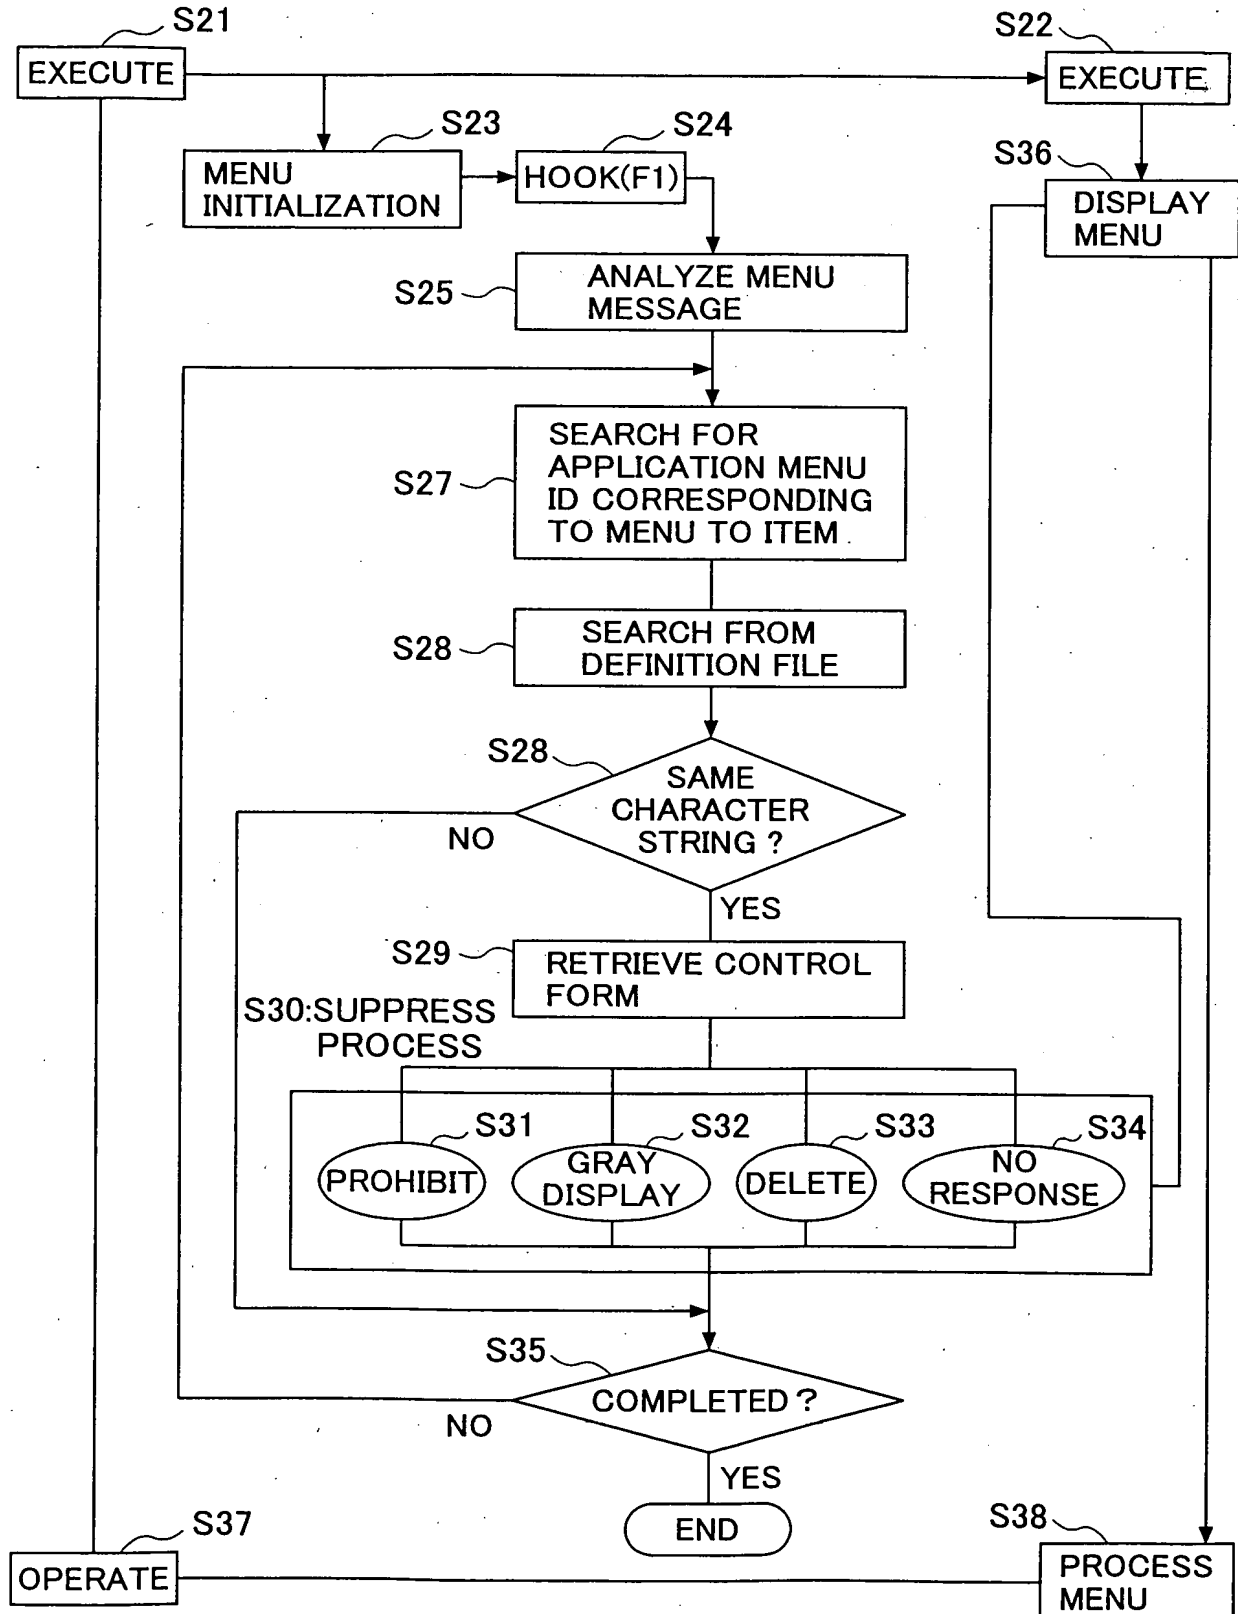 S21
S22
EXECUTE
EXECUTE
S23
S24
S36
MENU
INITIALIZATION
HOOK(F1)
DISPLAY
MENU
S25
ANALYZE MENU
MESSAGE
S27
SEARCH FOR
APPLICATION MENU
ID CORRESPONDING
TO MENU TO ITEM
S28
SEARCH FROM
DEFINITION FILE
S28
SAME
CHARACTER
STRING ?
NO
YES
S29
RETRIEVE CONTROL
FORM
S30:SUPPRESS
PROCESS
S31
S32
S33
S34
PROHIBIT
GRAY
DISPLAY
DELETE
NO
RESPONSE
S35
COMPLETED ?
NO
YES
END
S37
S38
OPERATE
PROCESS
MENU